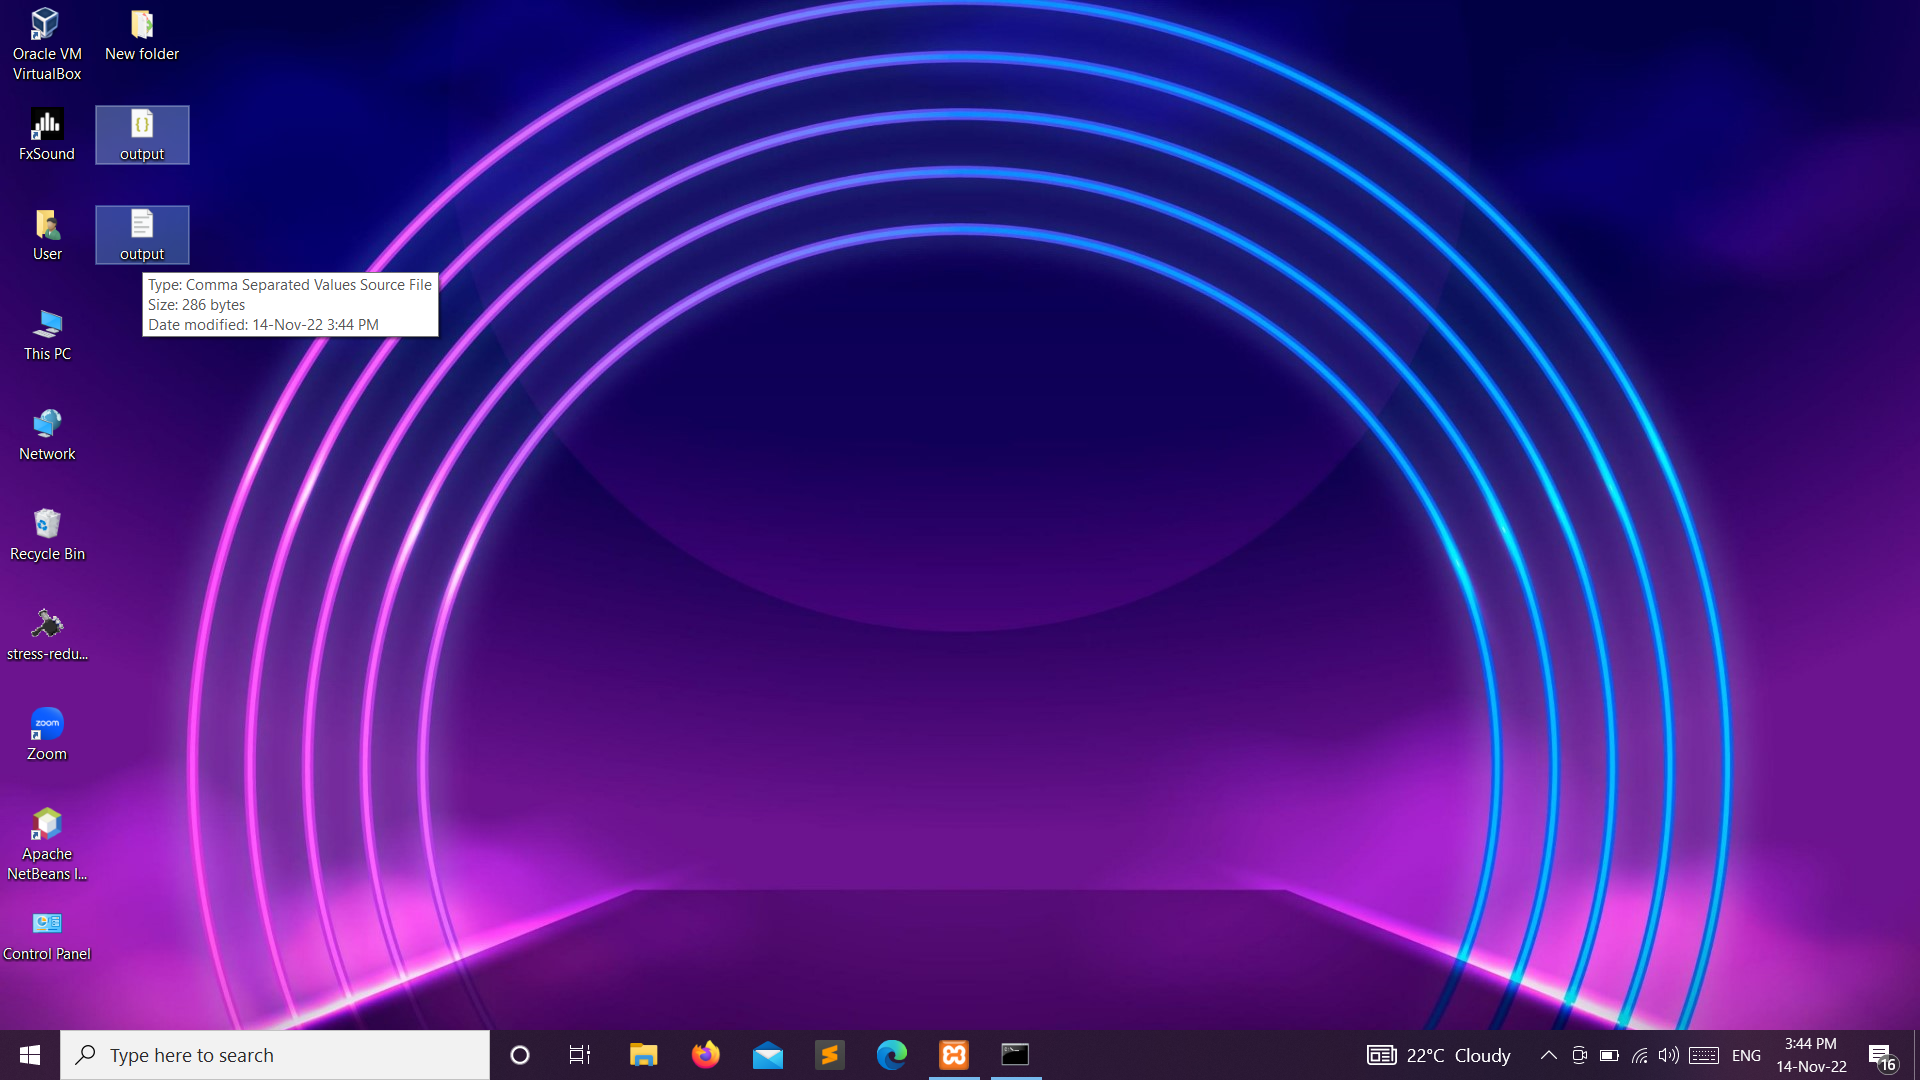 Oracle VM
VirtualBox
New folder
FxSound
output
User
output
Type: Comma Separated Values Source File
Size: 286 bytes
Date modified: 14-Nov-22 3:44 PM
This PC
Network
Recycle Bin
stress-redu...
zoom
Zoom
Apache
NetBeans I...
Control Panel
Type here to search
22°C Cloudy
ENG
3:44 PM
14-Nov-22
16